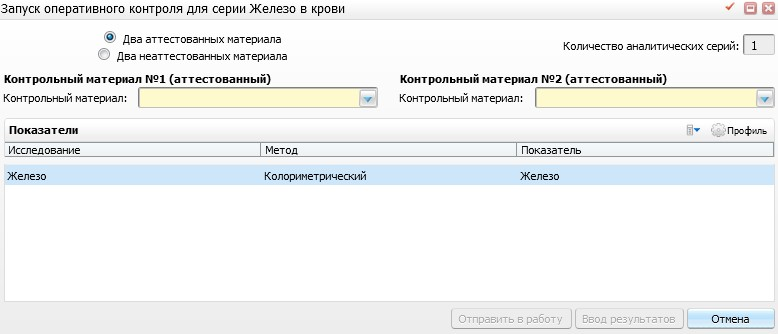 Запуск оперативного контроля для серии Железо в крови
Два аттестованных материала
Два неаттестованных материала
Количество аналитических серий: 1
Контрольный материал №1 (аттестованный) Контрольный материал №2 (аттестованный)
Контрольный материал: Контрольный материал:
Показатели Профиль
Исследование Метод Показатель
Железо Колориметрический Железо
Отправить в работу Ввод результатов Отмена